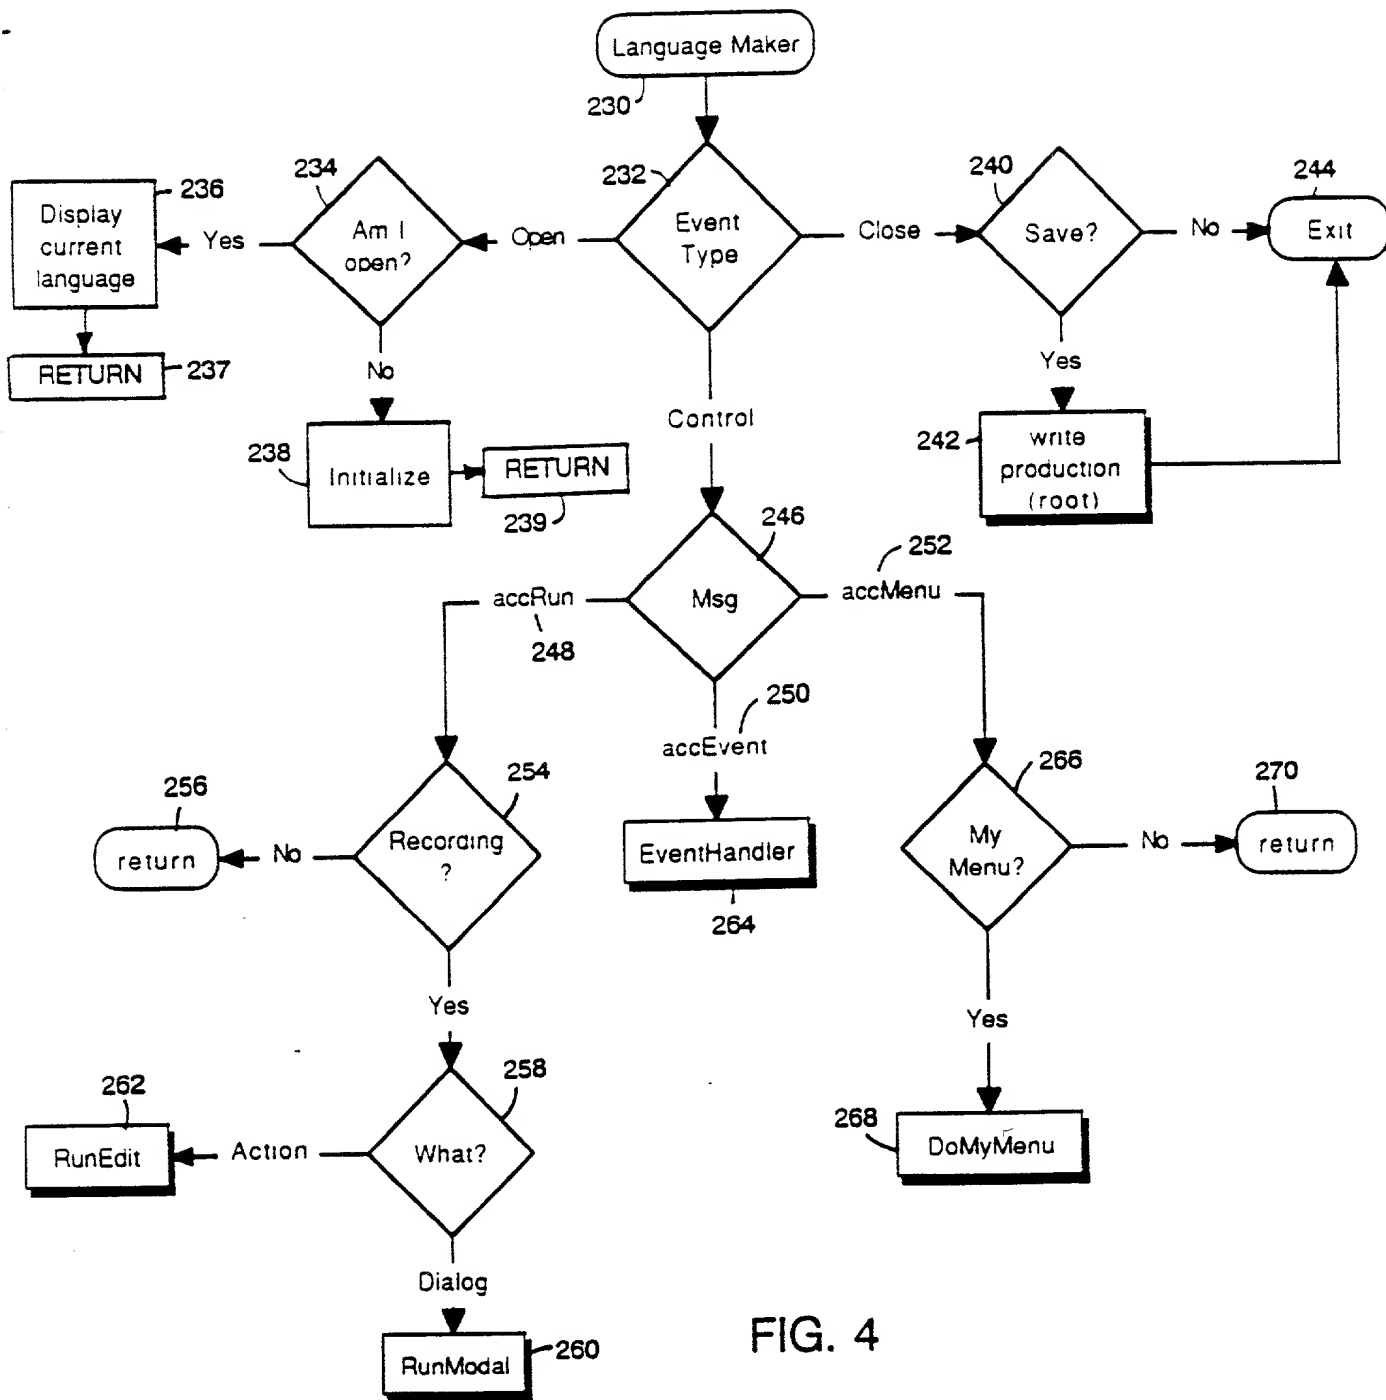 Language Maker
230
234
232
240
244
236
Display
current
language
Yes
Am I
open?
Open
Event
Type
Close
Save?
No
Exit
RETURN
237
No
Yes
Control
238
Initialize
RETURN
239
242
write
production
(root)
246
252
accRun
Msg
accMenu
248
250
accEvent
256
254
266
270
return
No
Recording
?
EventHandler
My
Menu?
No
return
264
Yes
Yes
262
258
268
RunEdit
Action
What?
DoMyMenu
Dialog
RunModal
260
FIG. 4